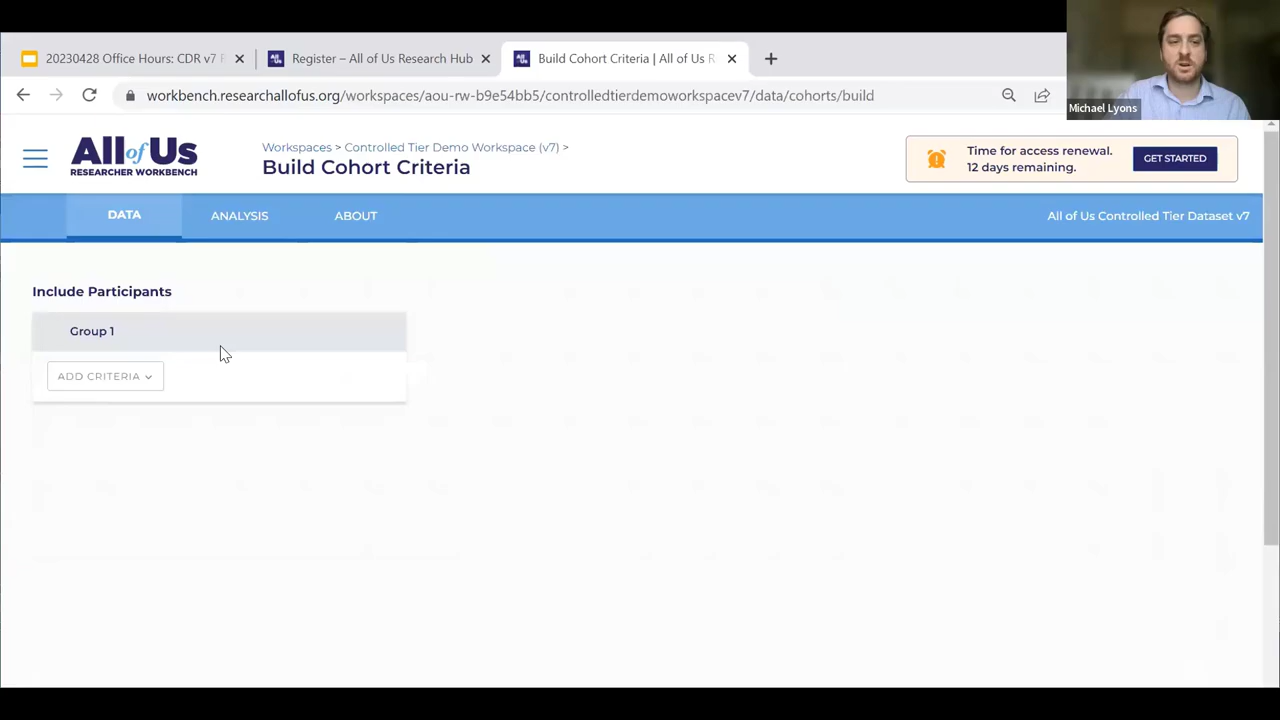 20230428 Office Hours: CDR v7 R
Register – All of Us Research Hub
Build Cohort Criteria | All of Us R
Michael Lyons
workbench.researchallofus.org/workspaces/aou-rw-b9e54bb5/controlledtierdemoworkspacev7/data/cohorts/build
All of Us
RESEARCHER WORKBENCH
Workspaces > Controlled Tier Demo Workspace (v7) >
Build Cohort Criteria
Time for access renewal.
12 days remaining.
GET STARTED
DATA
ANALYSIS
ABOUT
All of Us Controlled Tier Dataset v7
Include Participants
Group 1
ADD CRITERIA